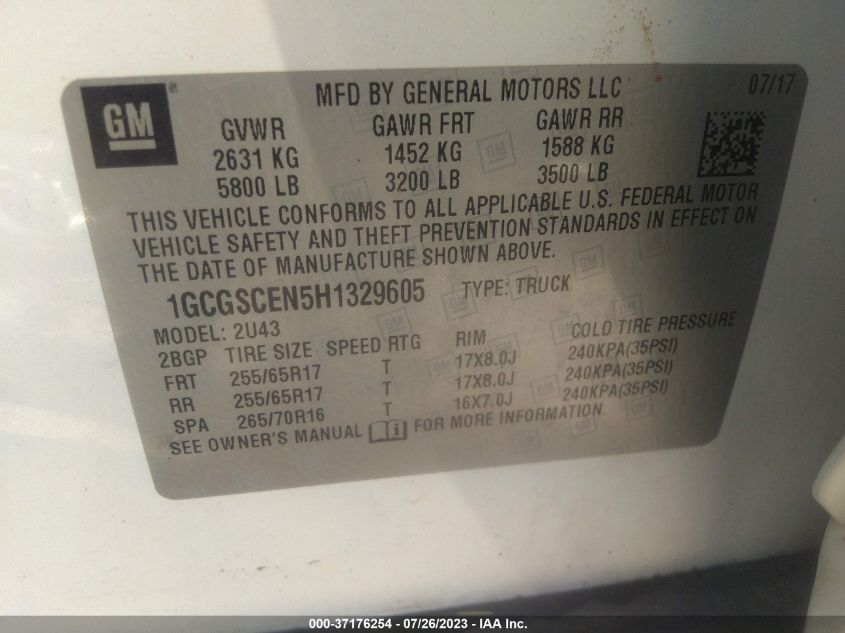 GM® MFD BY GENERAL MOTORS LLC 07/17
GVWR GAWR FRT GAWR RR
2631 KG 1452 KG 1588 KG
5800 LB 3200 LB 3500 LB
THIS VEHICLE CONFORMS TO ALL APPLICABLE U.S. FEDERAL MOTOR
VEHICLE SAFETY AND THEFT PREVENTION STANDARDS IN EFFECT ON
THE DATE OF MANUFACTURE SHOWN ABOVE.
1GCGSCEN5H1329605 TYPE: TRUCK
MODEL: 2U43
2BGP TIRE SIZE SPEED RTG RIM COLD TIRE PRESSURE
FRT 255/65R17 T 17X8.0J 240KPA(35PSI)
RR 255/65R17 T 17X8.0J 240KPA(35PSI)
SPA 265/70R16 T 16X7.0J 240KPA(35PSI)
SEE OWNER'S MANUAL FOR MORE INFORMATION.
000-37176254 - 07/26/2023 - IAA Inc.